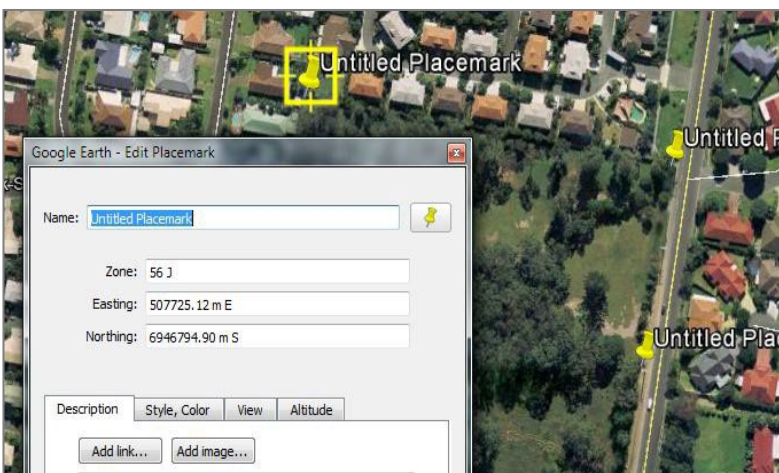 Untitled Placemark
Untitled P
Google Earth - Edit Placemark
Name: Untitled Placemark
Zone: 56 J
Easting: 507725.12 m E
Northing: 6946794.90 m S
Untitled Pla
Description Style, Color View Altitude
Add link... Add image...